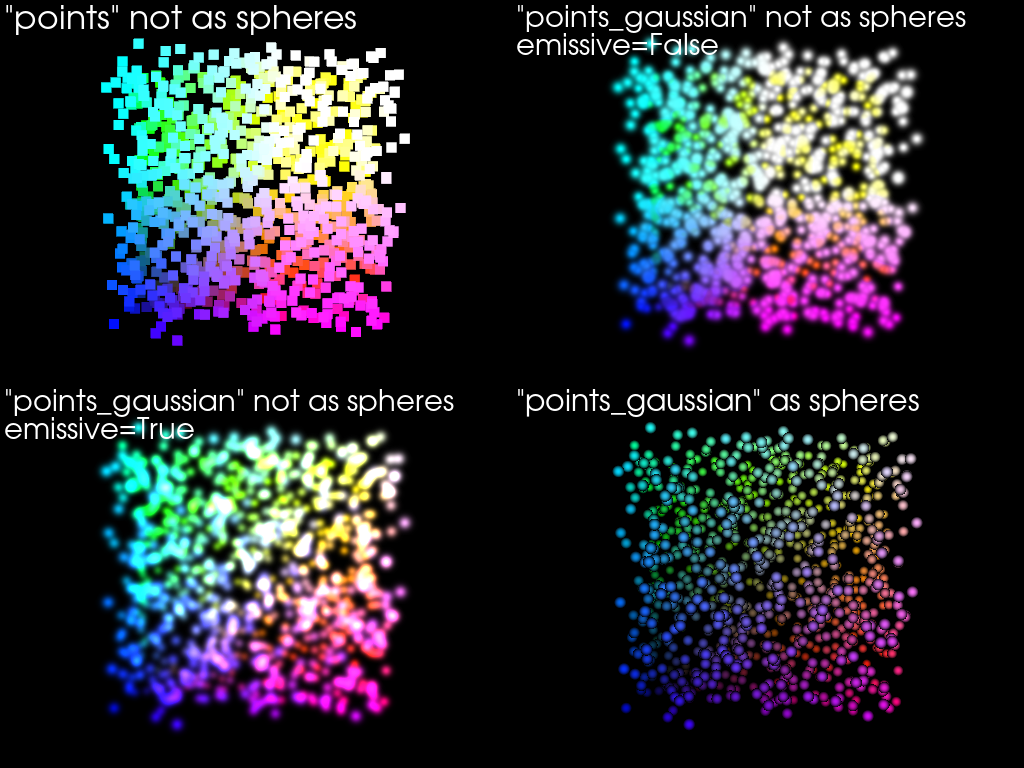 "points" not as spheres
"points_gaussian" not as spheres
emissive=False
"points_gaussian" not as spheres
emissive=True
"points_gaussian" as spheres